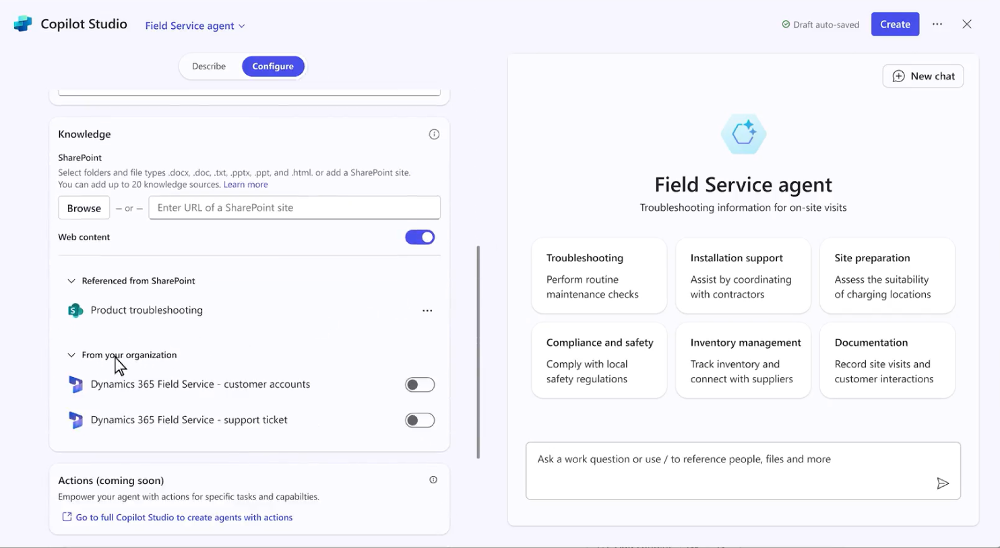 Copilot Studio
Field Service agent
Draft auto-saved
Create
Describe
Configure
New chat
Knowledge
SharePoint
Select folders and file types .docx, .doc, .txt, .pptx, .ppt, and .html. or add a SharePoint site.
You can add up to 20 knowledge sources. Learn more
Browse
– or –
Enter URL of a SharePoint site
Web content
Referenced from SharePoint
Product troubleshooting
From your organization
Dynamics 365 Field Service - customer accounts
Dynamics 365 Field Service - support ticket
Actions (coming soon)
Empower your agent with actions for specific tasks and capabilties.
Go to full Copilot Studio to create agents with actions
Field Service agent
Troubleshooting information for on-site visits
Troubleshooting
Perform routine
maintenance checks
Installation support
Assist by coordinating
with contractors
Site preparation
Assess the suitability
of charging locations
Compliance and safety
Comply with local
safety regulations
Inventory management
Track inventory and
connect with suppliers
Documentation
Record site visits and
customer interactions
Ask a work question or use / to reference people, files and more